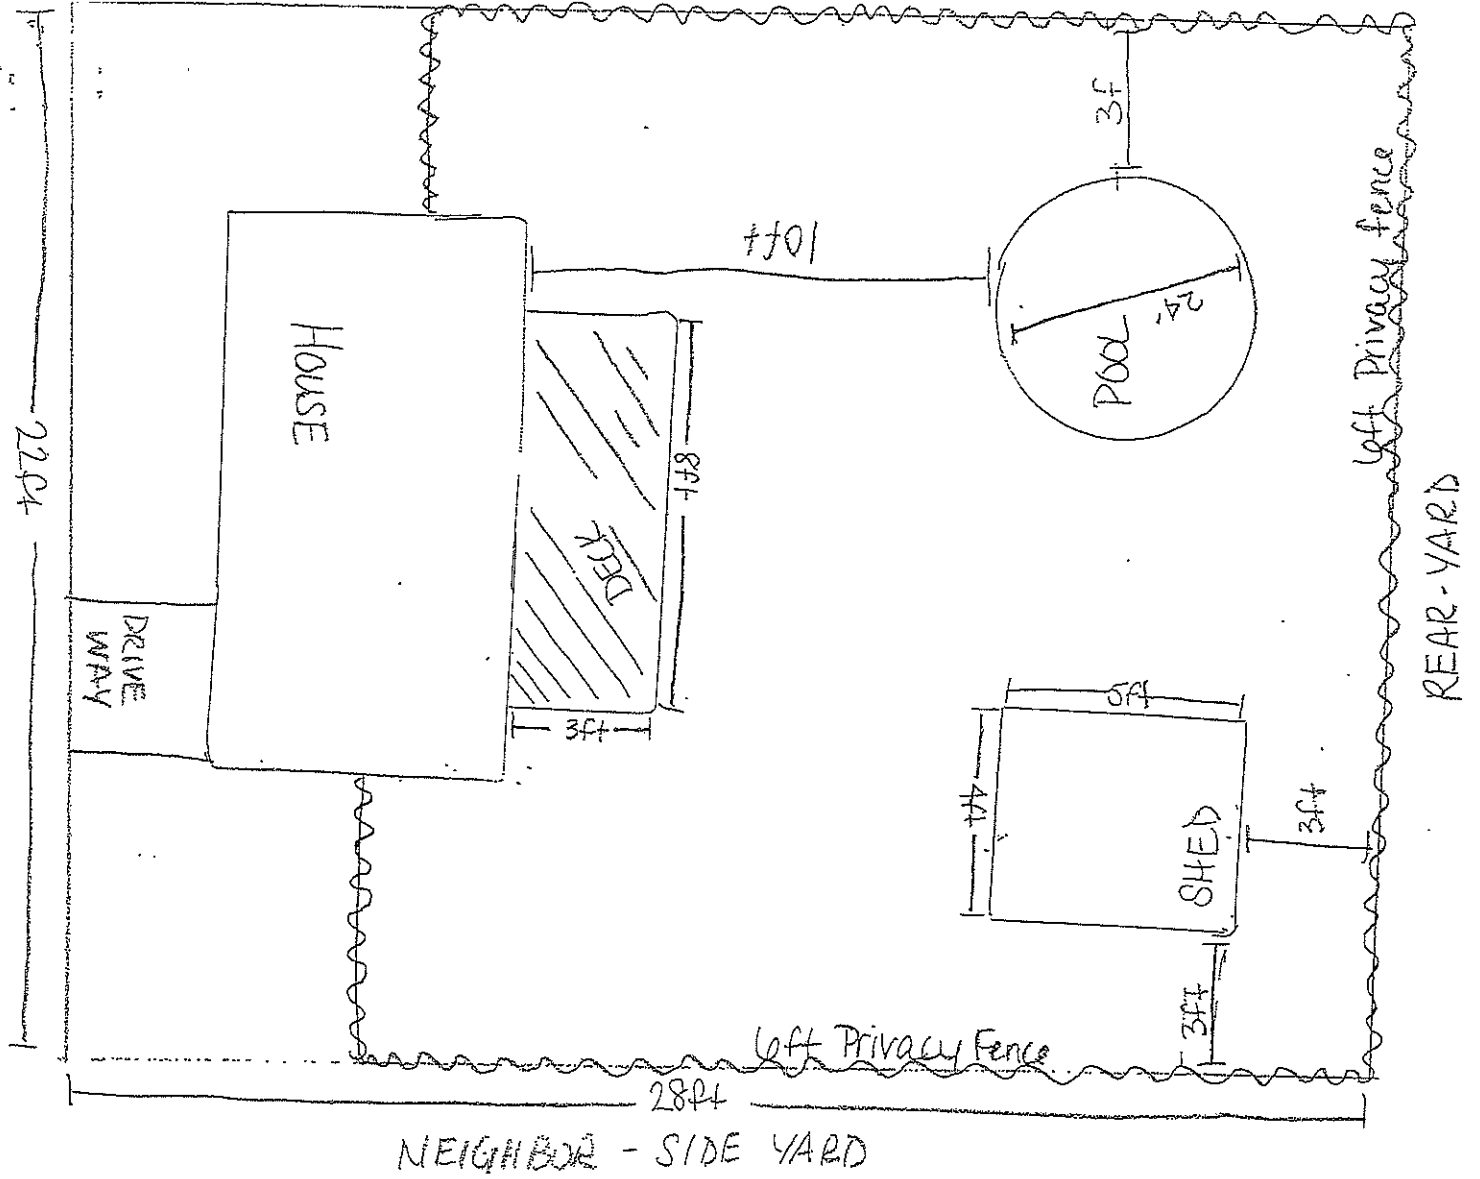 3f
6ft Privacy fence
10ft
24'
POOL
HOUSE
22ft
8ft
DECK
REAR-YARD
DRIVE
WAY
3ft
5ft
4ft
SHED
3ft
3ft
6ft Privacy Fence
28ft
NEIGHBOR - SIDE YARD